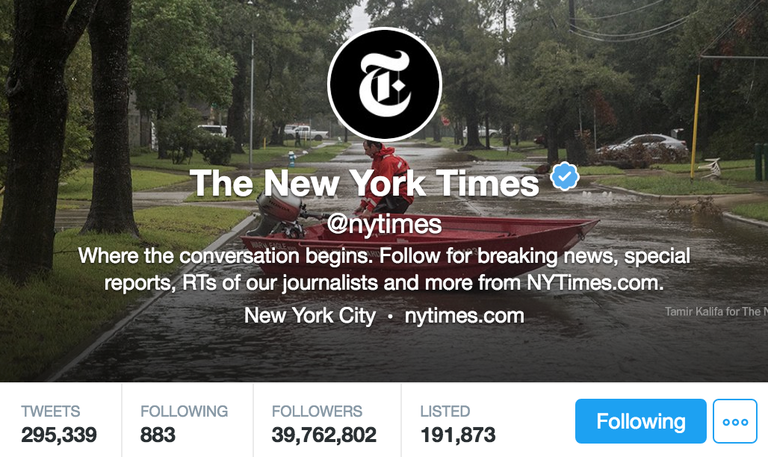 The New York Times
@nytimes
Where the conversation begins. Follow for breaking news, special
reports, RTs of our journalists and more from NYTimes.com.
New York City • nytimes.com
Tamir Kalifa for The N
TWEETS
295,339
FOLLOWING
883
FOLLOWERS
39,762,802
LISTED
191,873
Following